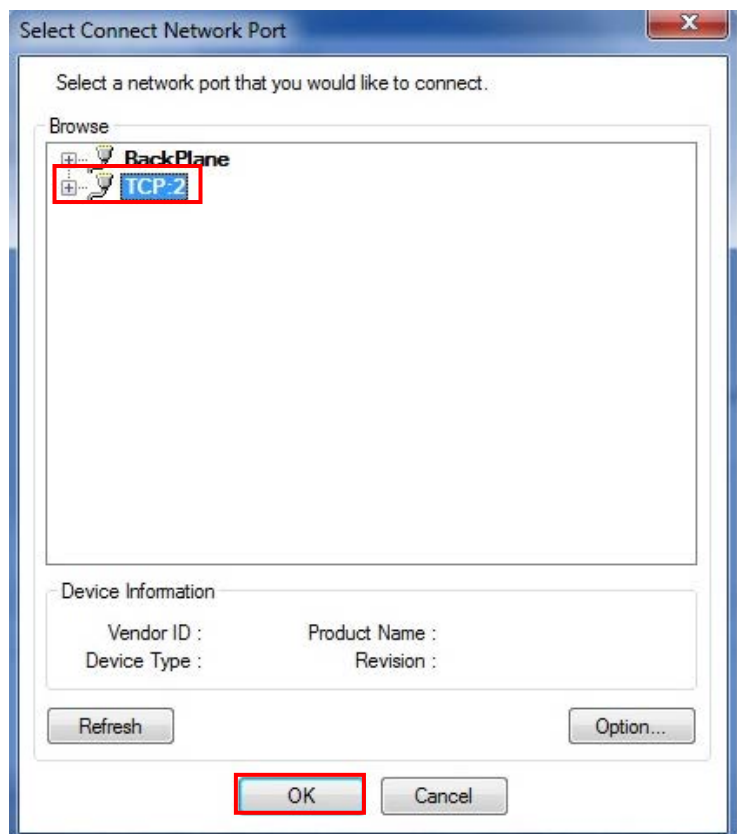 Select Connect Network Port
Select a network port that you would like to connect.
Browse
BackPlane
TCP:2
Device Information
Vendor ID :
Product Name :
Device Type :
Revision :
Refresh
Option...
OK
Cancel